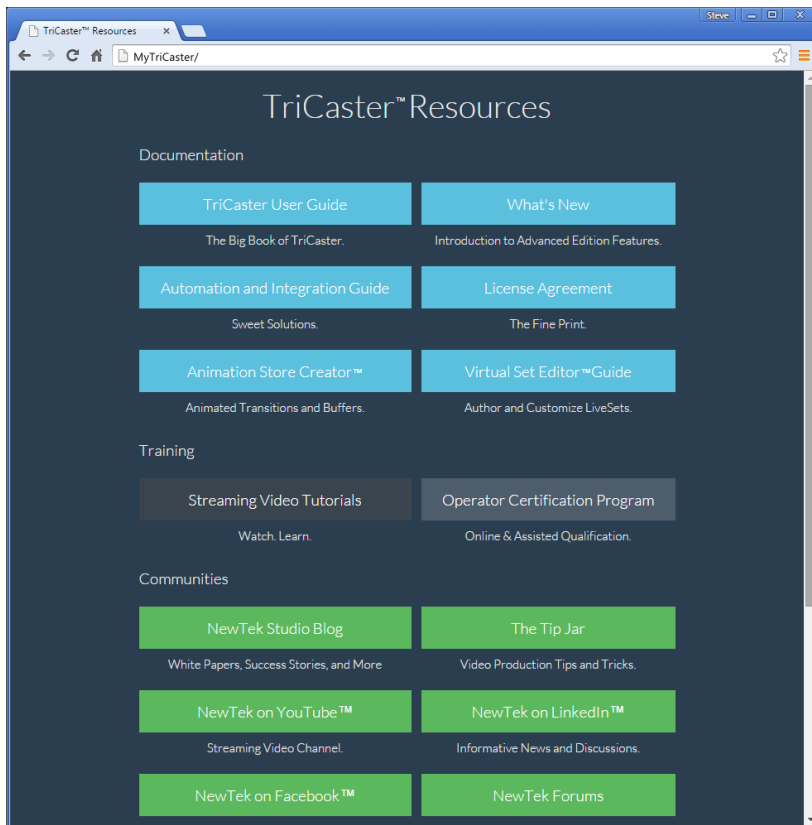 Steve
TriCaster™ Resources
MyTriCaster/
TriCaster™ Resources
Documentation
TriCaster User Guide
What's New
The Big Book of TriCaster.
Introduction to Advanced Edition Features.
Automation and Integration Guide
License Agreement
Sweet Solutions.
The Fine Print.
Animation Store Creator™
Virtual Set Editor™Guide
Animated Transitions and Buffers.
Author and Customize LiveSets.
Training
Streaming Video Tutorials
Operator Certification Program
Watch. Learn.
Online & Assisted Qualification.
Communities
NewTek Studio Blog
The Tip Jar
White Papers, Success Stories, and More
Video Production Tips and Tricks.
NewTek on YouTube™
NewTek on LinkedIn™
Streaming Video Channel.
Informative News and Discussions.
NewTek on Facebook™
NewTek Forums